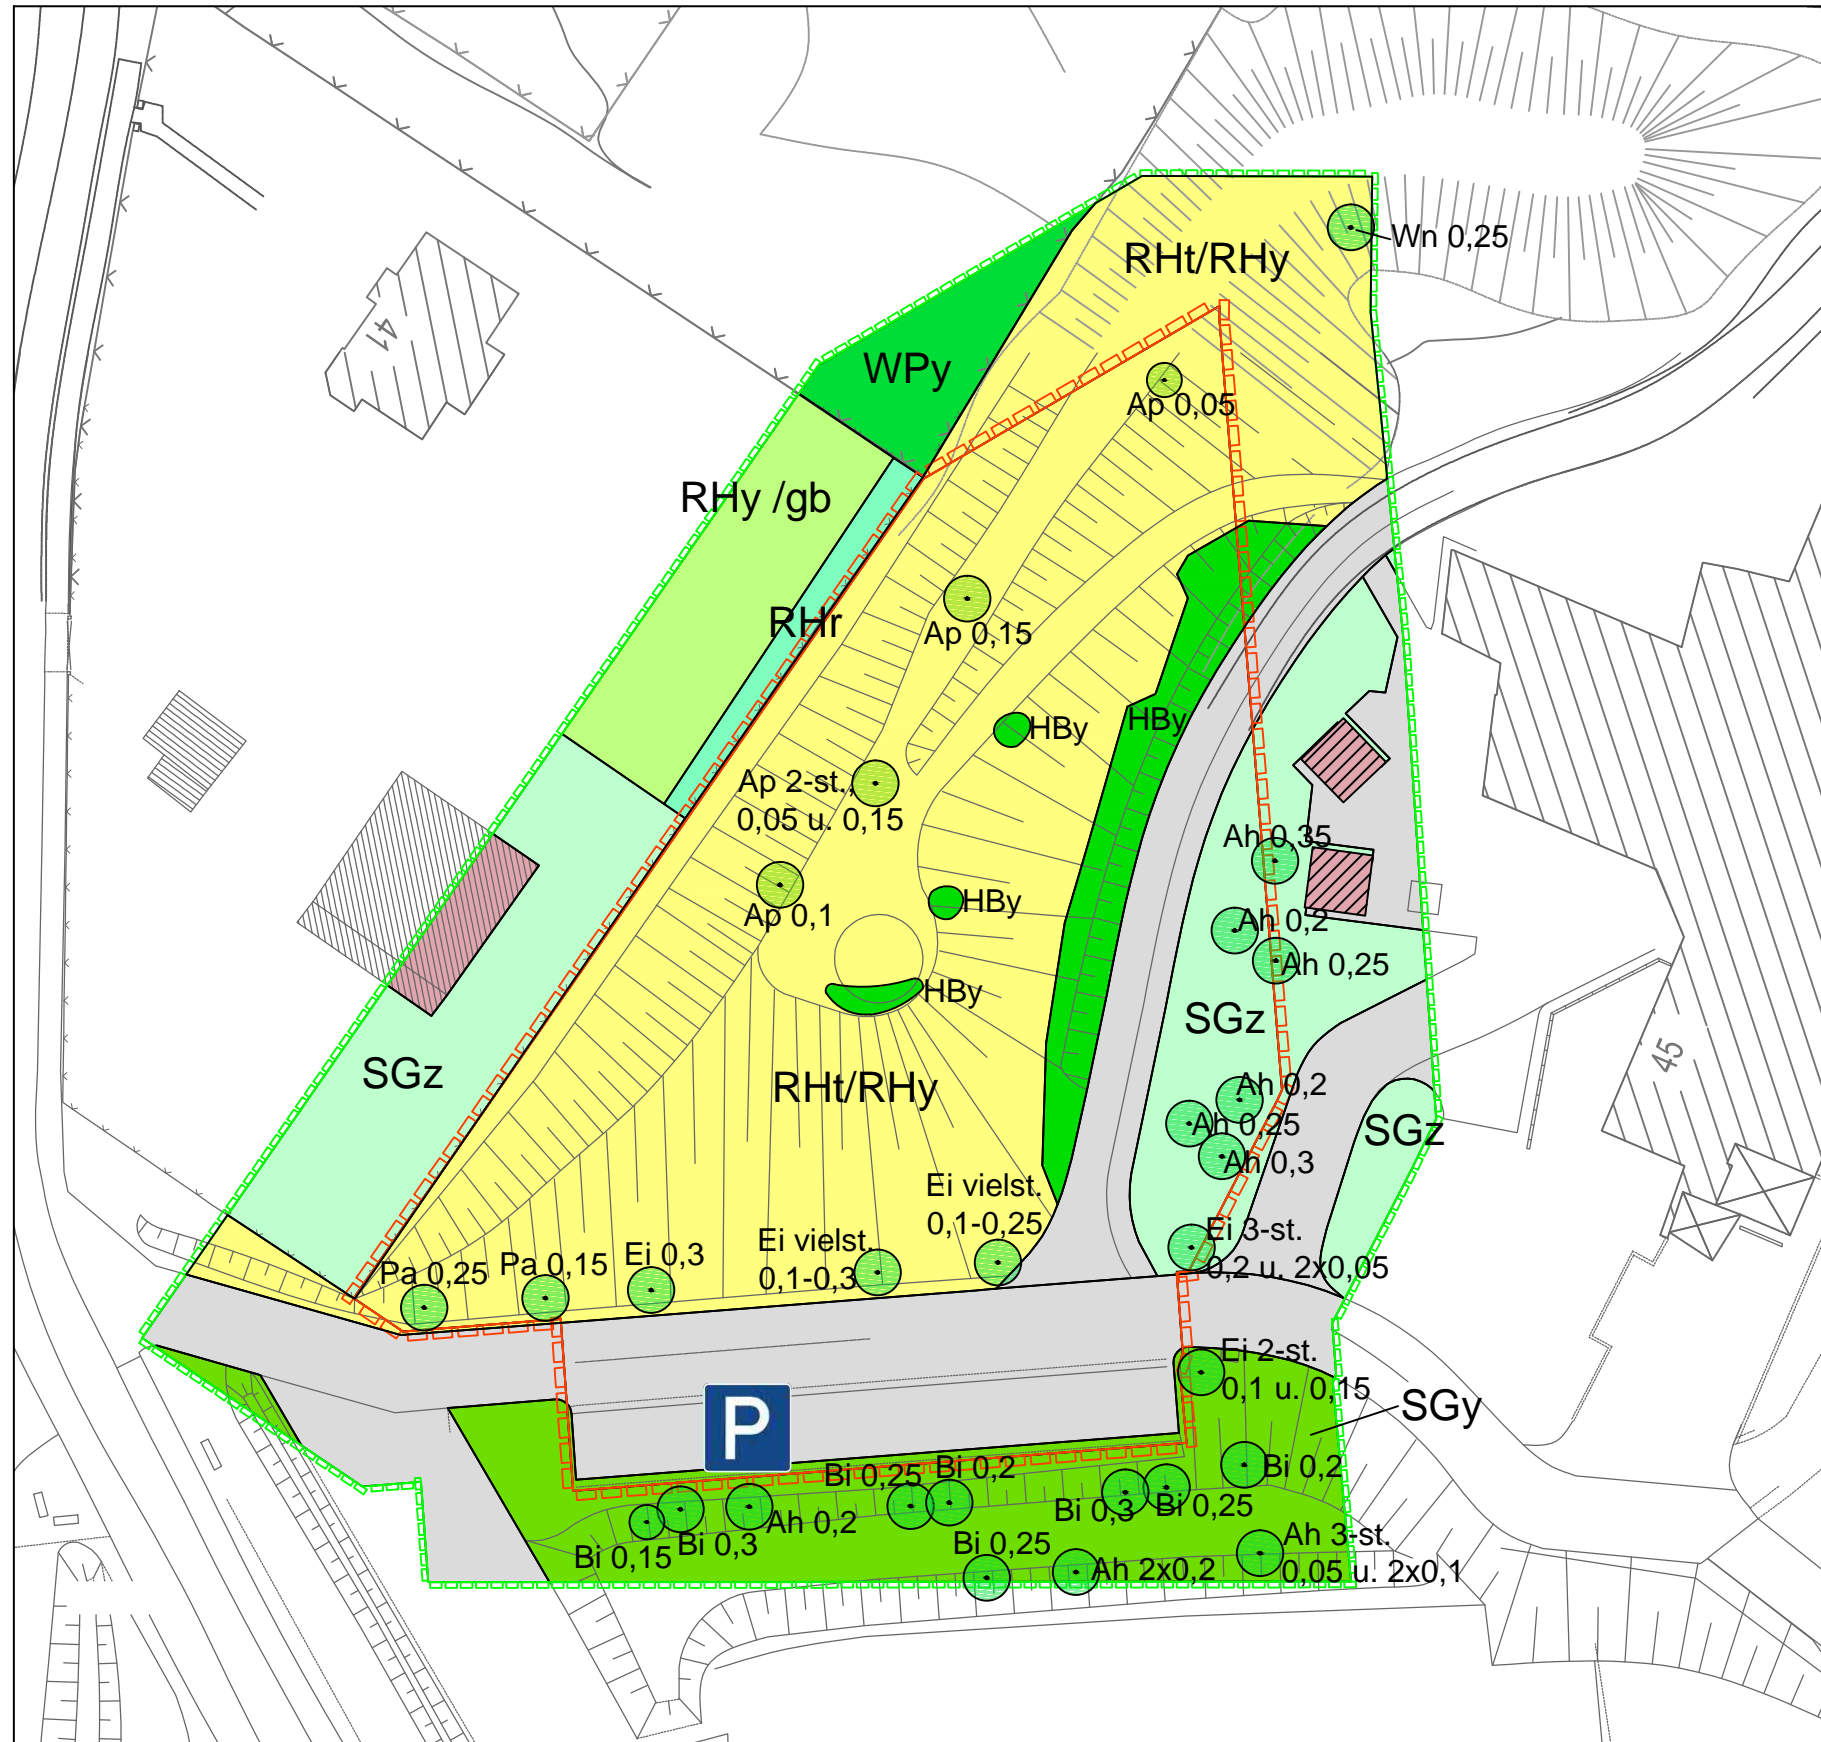 Wn 0,25
RHt/RHy
41
WPy
Ap 0,05
RHy /gb
RHr
Ap 0,15
HBy
HBy
Ap 2-st.,
0,05 u. 0,15
Ah 0,35
HBy
Ap 0,1
Ah 0,2
Ah 0,25
HBy
SGz
45
SGz
RHt/RHy
Ah 0,2
Ah 0,25
SGz
Ah 0,3
Ei vielst.
0,1-0,25
Ei 3-st.
0,2 u. 2x0,05
Ei vielst.
0,1-0,3
Ei 0,3
Pa 0,15
Pa 0,25
Ei 2-st.
0,1 u. 0,15
SGy
P
Bi 0,25
Bi 0,2
Bi 0,2
Bi 0,3
Bi 0,25
Ah 0,2
Bi 0,15
Bi 0,3
Bi 0,25
Ah 2x0,2
Ah 3-st.
0,05 u. 2x0,1